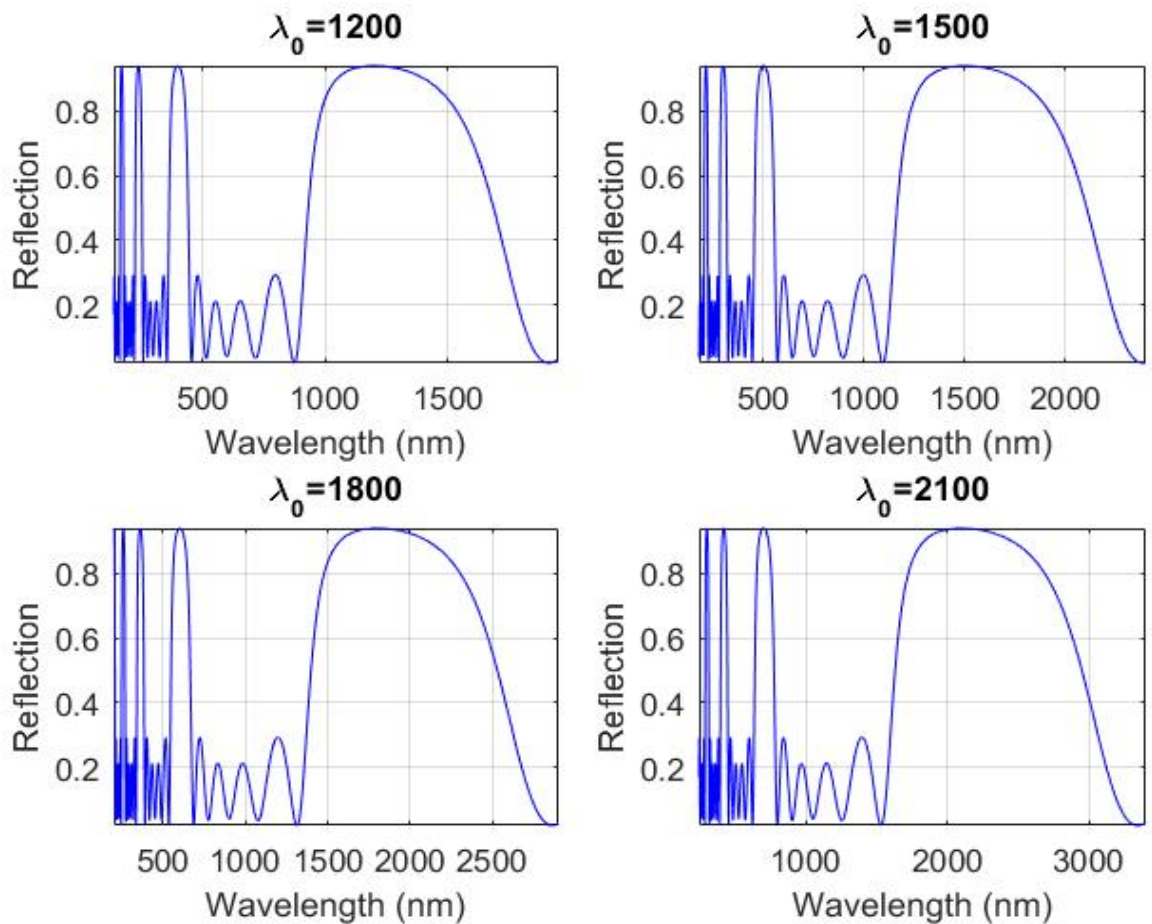 λ₀=1200
0.8
0.6
0.4
0.2
Reflection
500 1000 1500
Wavelength (nm)
λ₀=1500
0.8
0.6
0.4
0.2
Reflection
500 1000 1500 2000
Wavelength (nm)
λ₀=1800
0.8
0.6
0.4
0.2
Reflection
500 1000 1500 2000 2500
Wavelength (nm)
λ₀=2100
0.8
0.6
0.4
0.2
Reflection
1000 2000 3000
Wavelength (nm)